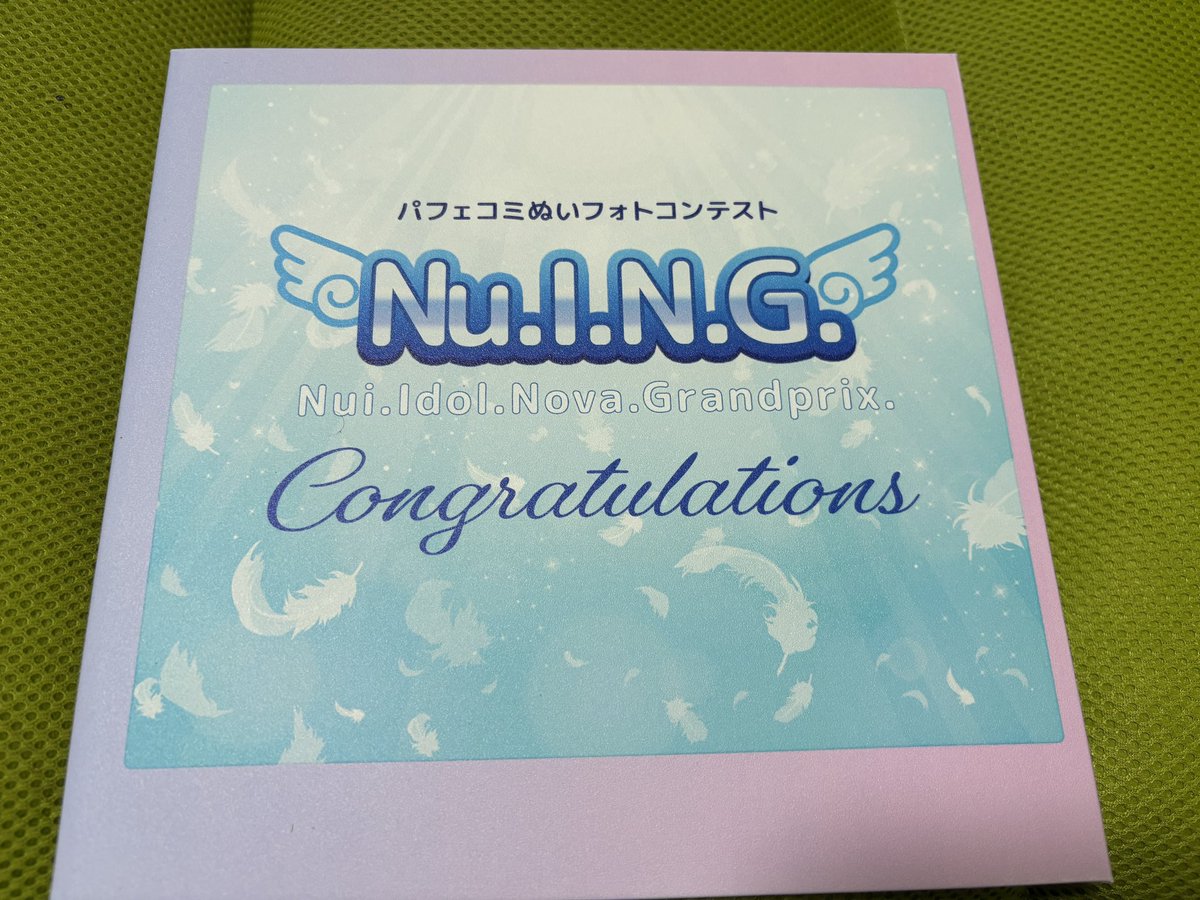 パフェコミぬいフォトコンテスト
Nu.I.N.G.
Nui.Idol.Nova.Grandprix.
Congratulations